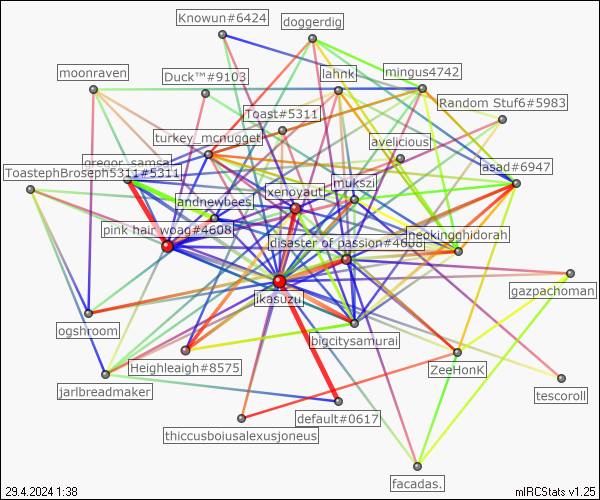 Knowun#6424
doggerdig
moonraven
Duck™#9103
lahnk
mingus4742
Random Stuf6#5983
Toast#5311
turkey_mcnugget
avelicious
gregor_samsa.
asad#6947
ToastephBroseph5311#5311
xenoyaut
mukszi
andnewbees
pink hair woag#4608
disaster of passion#4608
neokingghidorah
jkasuzu
gazpachoman
ogshrooom
bigcitysamurai
Heighleaigh#8575
ZeeHonK
jarlbreadmaker
tescoroll
default#0617
thiccusboiusalexusjoneus
facadas.
29.4.2024 1:38
mIRCStats v1.25